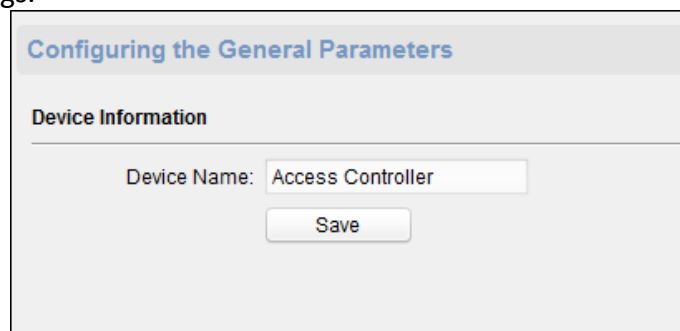 Configuring the General Parameters
Device Information
Device Name: Access Controller
Save